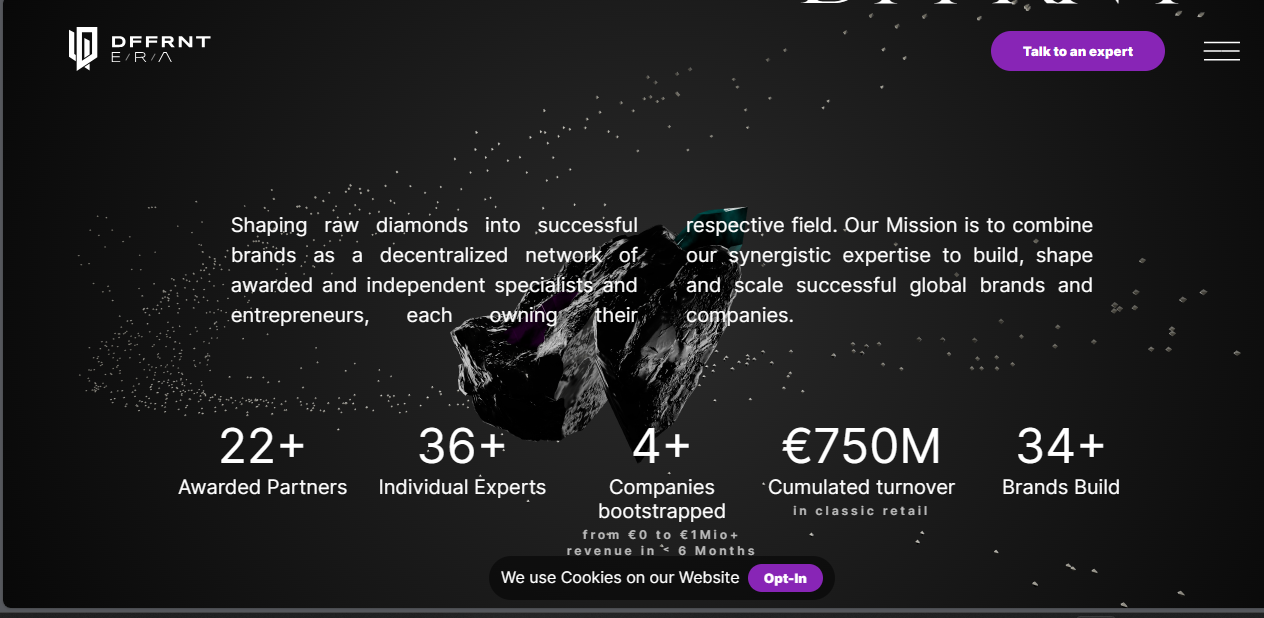 DFRNT
DFFRNT
E/R/Λ
Talk to an expert
Shaping raw diamonds into successful
brands as a decentralized network of
awarded and independent specialists and
entrepreneurs, each owning their
respective field. Our Mission is to combine
our synergistic expertise to build, shape
and scale successful global brands and
companies.
22+
Awarded Partners
36+
Individual Experts
4+
Companies
bootstrapped
from €0 to €1Mio+
revenue in < 6 Months
€750M
Cumulated turnover
in classic retail
34+
Brands Build
We use Cookies on our Website
Opt-In